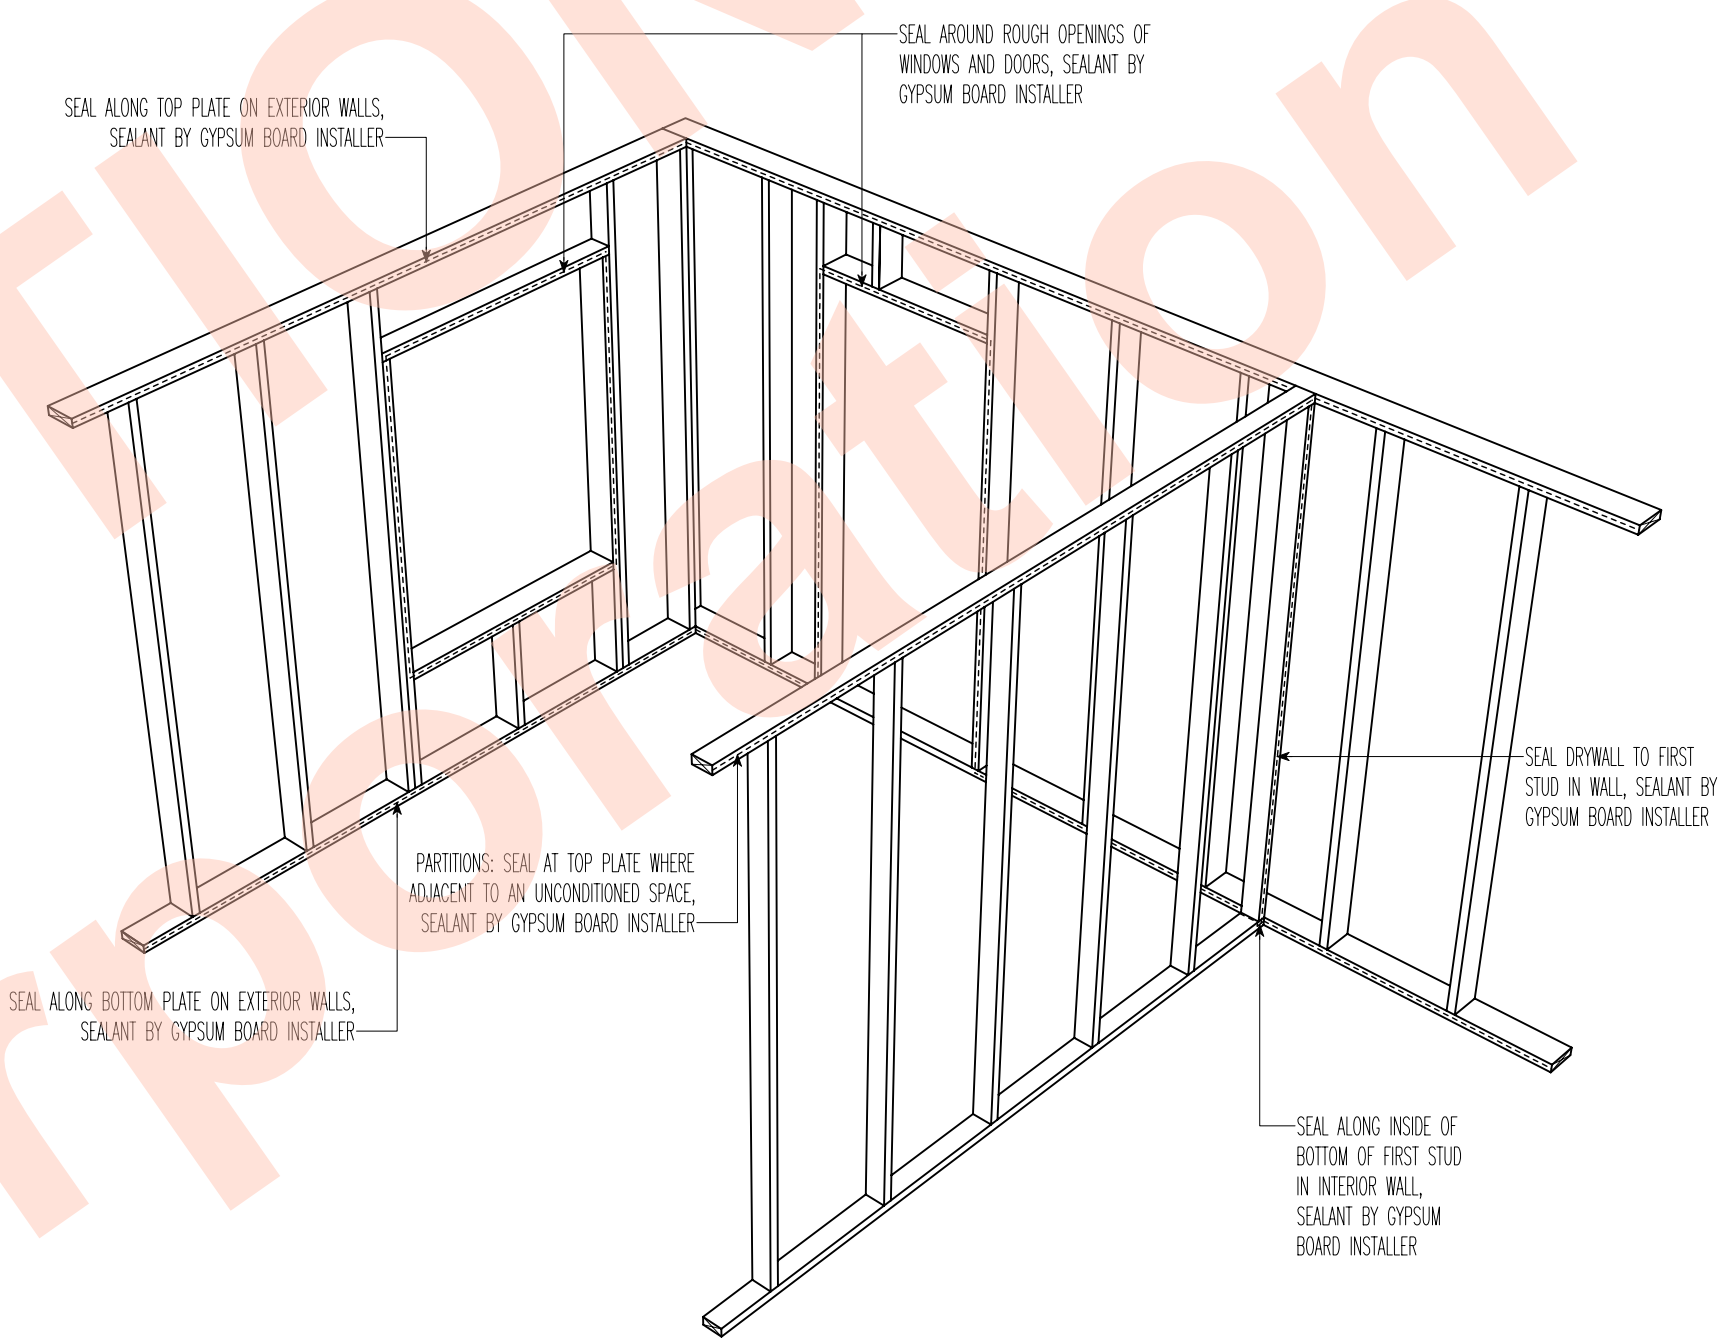 SEAL AROUND ROUGH OPENINGS OF
WINDOWS AND DOORS, SEALANT BY
GYPSUM BOARD INSTALLER
SEAL ALONG TOP PLATE ON EXTERIOR WALLS,
SEALANT BY GYPSUM BOARD INSTALLER
SEAL DRYWALL TO FIRST
STUD IN WALL, SEALANT BY
GYPSUM BOARD INSTALLER
PARTITIONS: SEAL AT TOP PLATE WHERE
ADJACENT TO AN UNCONDITIONED SPACE,
SEALANT BY GYPSUM BOARD INSTALLER
SEAL ALONG BOTTOM PLATE ON EXTERIOR WALLS,
SEALANT BY GYPSUM BOARD INSTALLER
SEAL ALONG INSIDE OF
BOTTOM OF FIRST STUD
IN INTERIOR WALL,
SEALANT BY GYPSUM
BOARD INSTALLER
TION
rporation